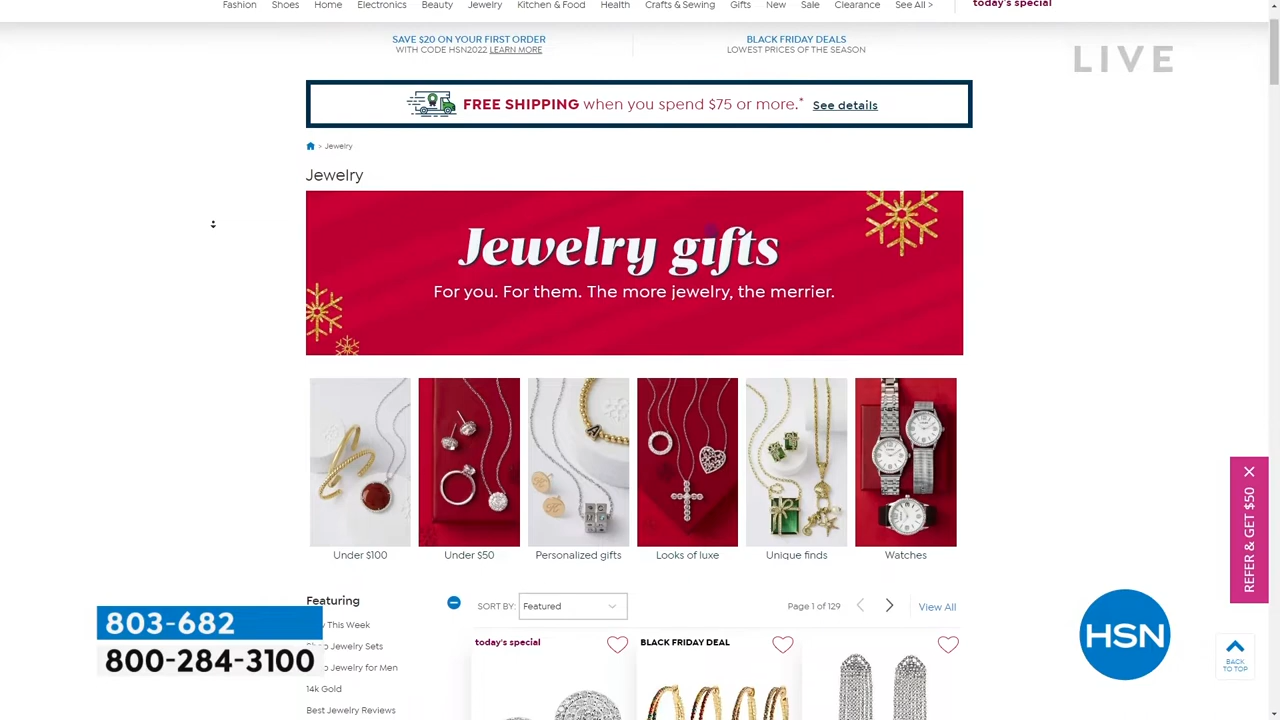 Fashion Shoes Home Electronics Beauty Jewelry Kitchen & Food Health Crafts & Sewing Gifts New Sale Clearance See All > today's special
SAVE $20 ON YOUR FIRST ORDER
WITH CODE HSN2022 LEARN MORE
BLACK FRIDAY DEALS
LOWEST PRICES OF THE SEASON
LIVE
FREE SHIPPING when you spend $75 or more.* See details
> Jewelry
Jewelry
Jewelry gifts
For you. For them. The more jewelry, the merrier.
Under $100
Under $50
Personalized gifts
Looks of luxe
Unique finds
Watches
REFER & GET $50
Featuring
SORT BY: Featured
Page 1 of 129
View All
This Week
Jewelry Sets
Jewelry for Men
14k Gold
Best Jewelry Reviews
today's special
BLACK FRIDAY DEAL
803-682
800-284-3100
HSN
BACK
TO TOP